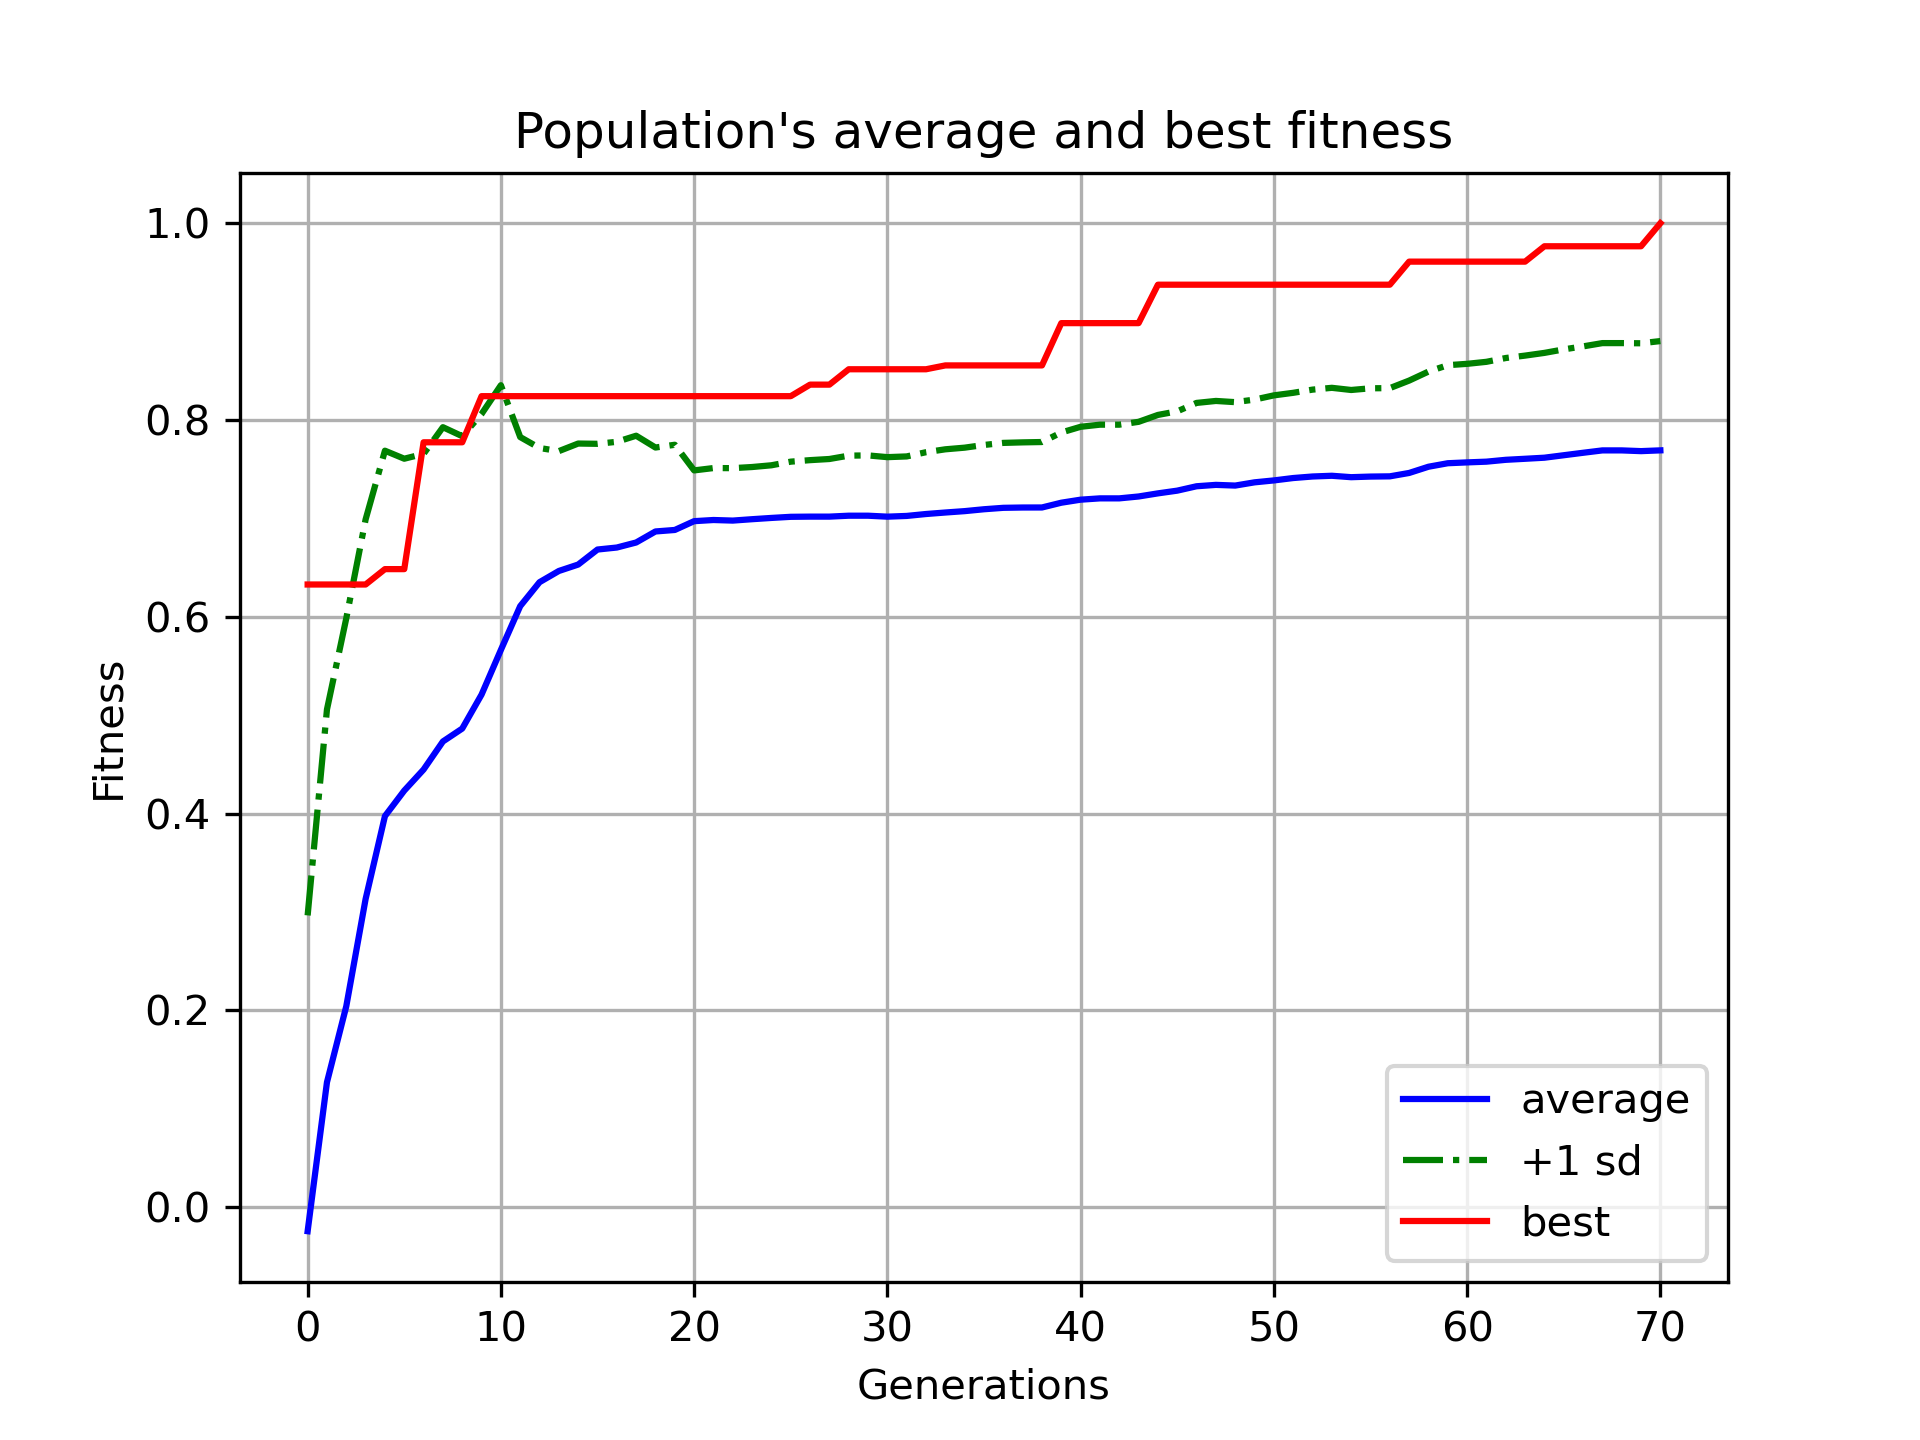 Population's average and best fitness
1.0
0.8
0.6
0.4
0.2
0.0
Fitness
0 10 20 30 40 50 60 70
Generations
average
+1 sd
best